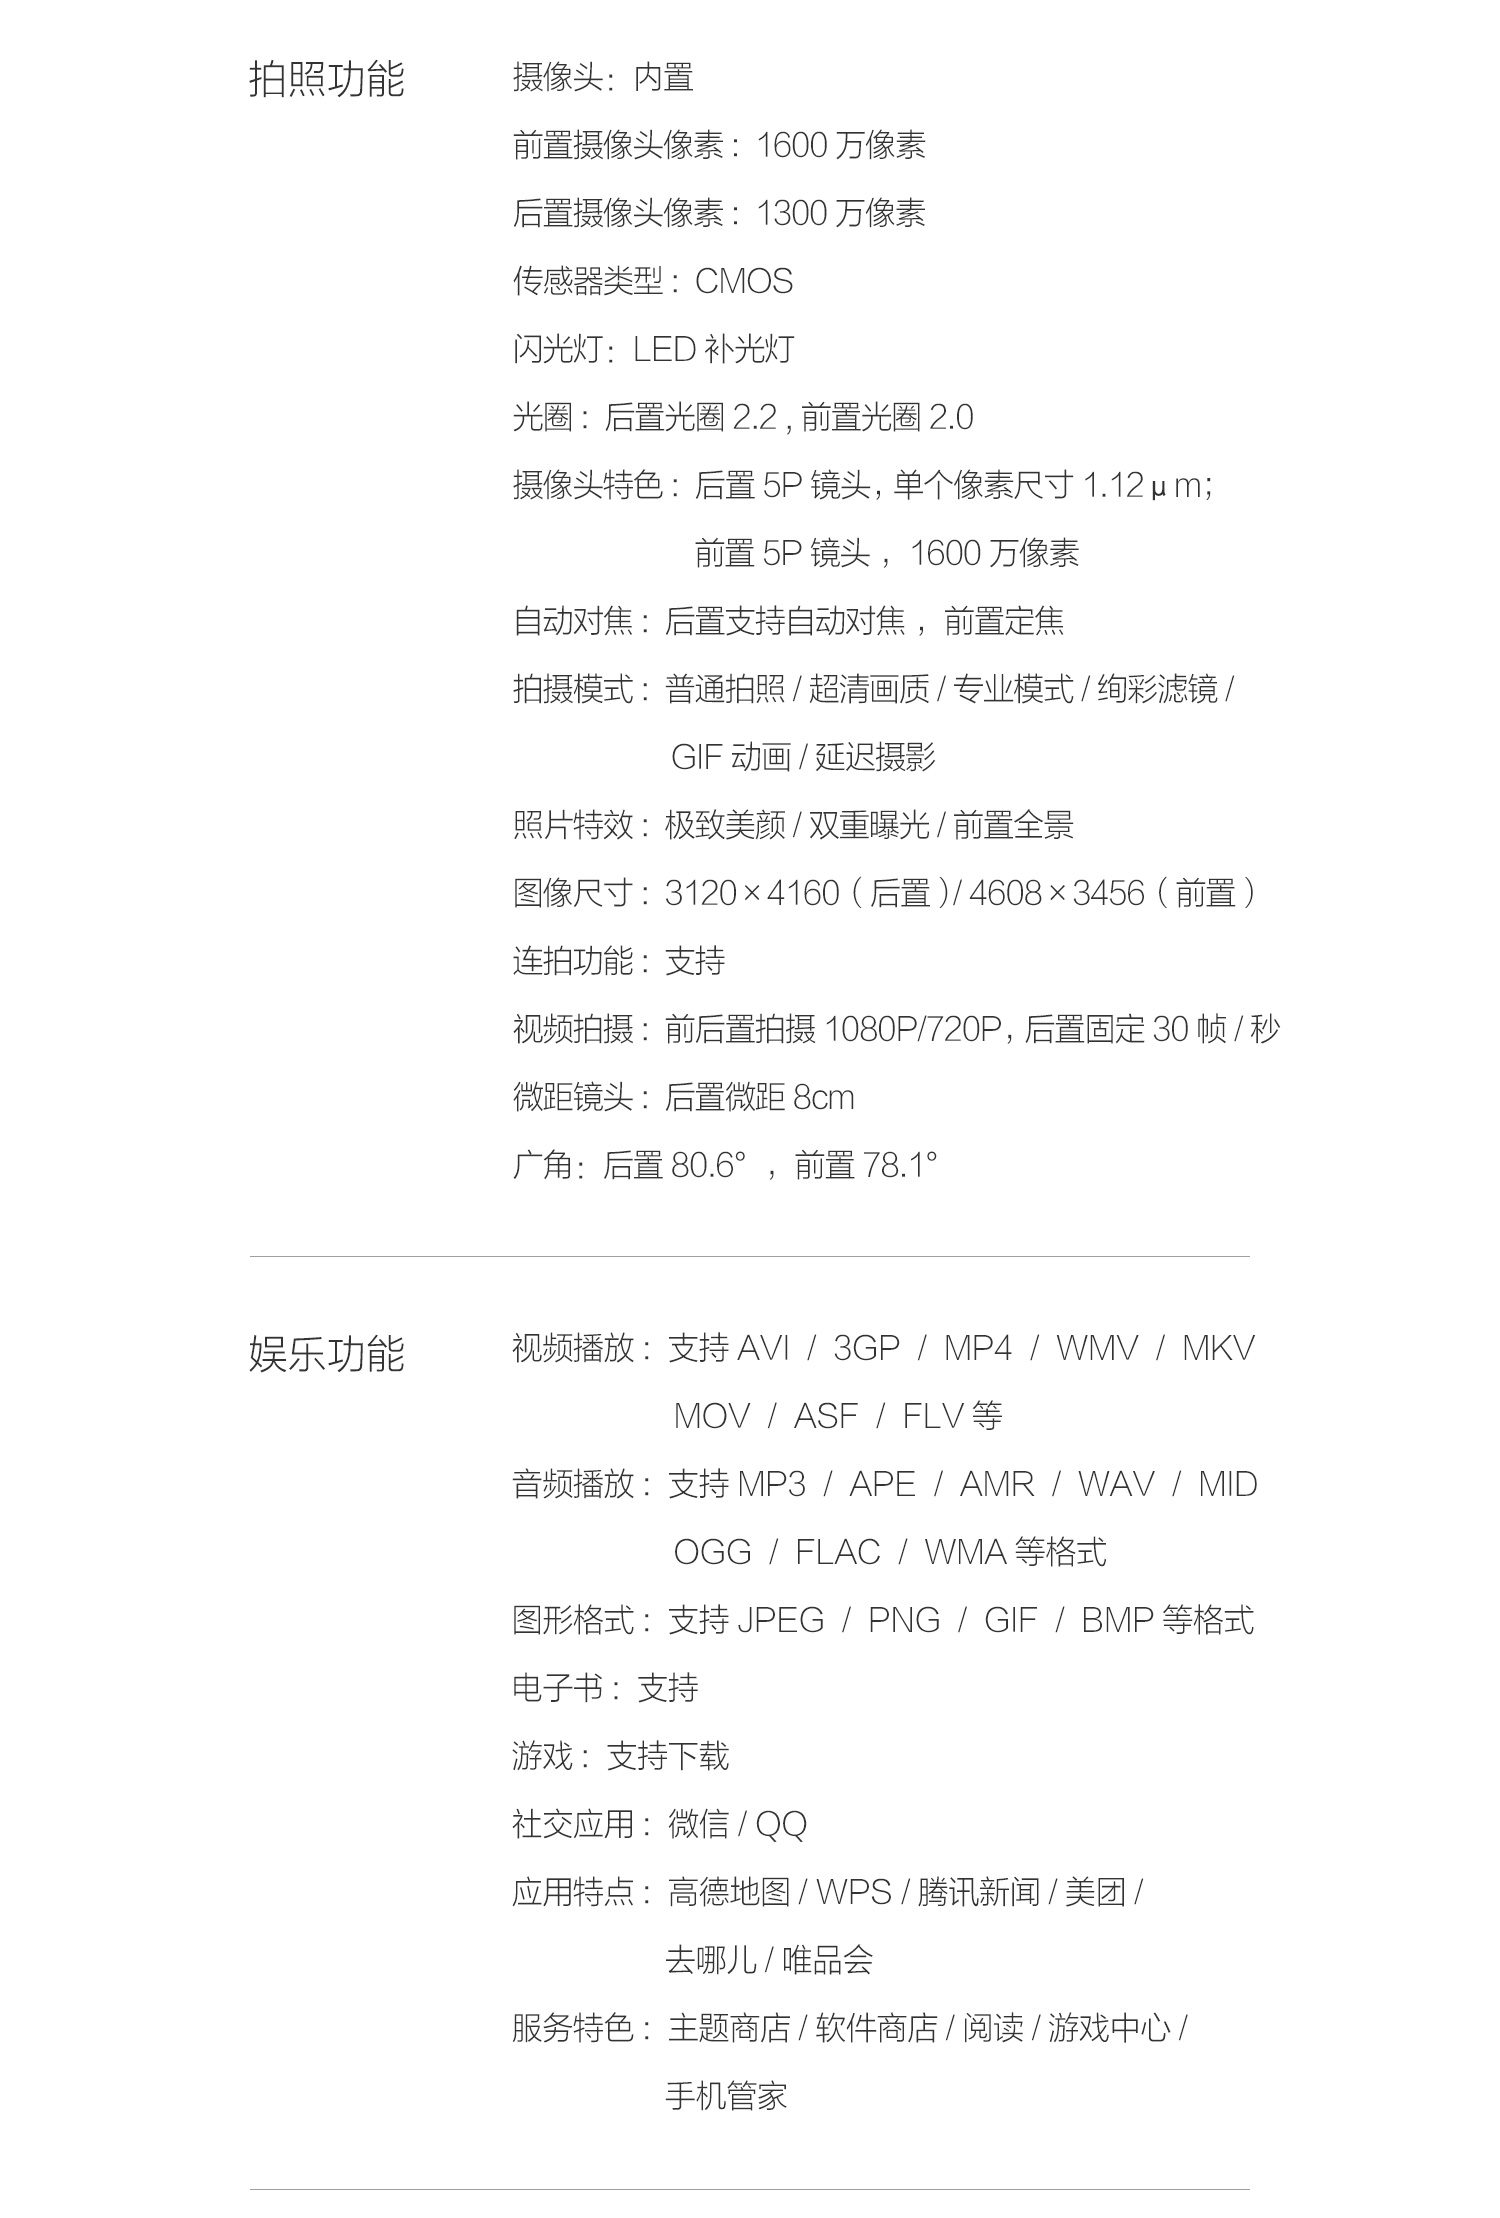 拍照功能
摄像头：内置
前置摄像头像素：1600 万像素
后置摄像头像素：1300 万像素
传感器类型：CMOS
闪光灯：LED 补光灯
光圈：后置光圈 2.2 , 前置光圈 2.0
摄像头特色：后置 5P 镜头, 单个像素尺寸 1.12 μ m;
前置 5P 镜头 ，1600 万像素
自动对焦：后置支持自动对焦 ，前置定焦
拍摄模式：普通拍照 / 超清画质 / 专业模式 / 绚彩滤镜 /
GIF 动画 / 延迟摄影
照片特效：极致美颜 / 双重曝光 / 前置全景
图像尺寸：3120 × 4160（后置）/ 4608 × 3456（前置）
连拍功能：支持
视频拍摄：前后置拍摄 1080P/720P, 后置固定 30 帧 / 秒
微距镜头：后置微距 8cm
广角：后置 80.6° ，前置 78.1°
娱乐功能
视频播放：支持 AVI / 3GP / MP4 / WMV / MKV
MOV / ASF / FLV 等
音频播放：支持 MP3 / APE / AMR / WAV / MID
OGG / FLAC / WMA 等格式
图形格式：支持 JPEG / PNG / GIF / BMP 等格式
电子书：支持
游戏：支持下载
社交应用：微信 / QQ
应用特点：高德地图 / WPS / 腾讯新闻 / 美团 /
去哪儿 / 唯品会
服务特色：主题商店 / 软件商店 / 阅读 / 游戏中心 /
手机管家